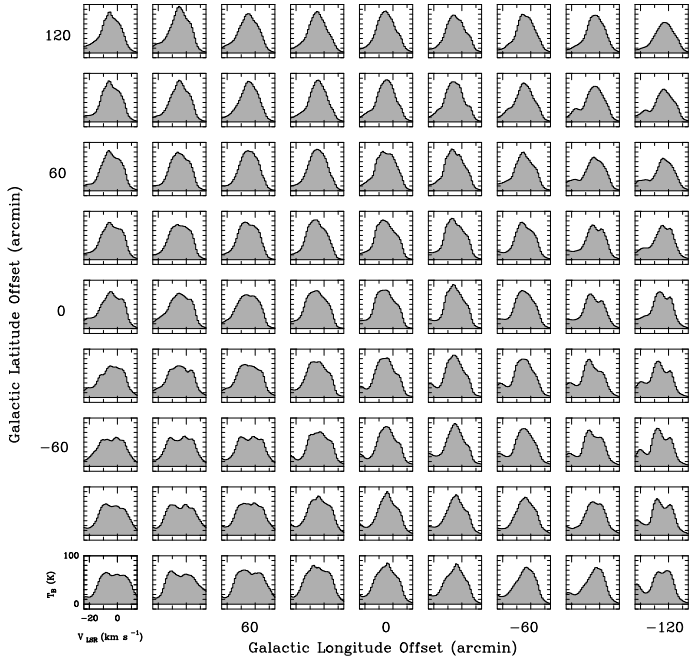 120
60
0
−60
Galactic Latitude Offset (arcmin)
100
0
T_B (K)
−20 0
V_LSR (km s⁻¹)
60 0 −60 −120
Galactic Longitude Offset (arcmin)